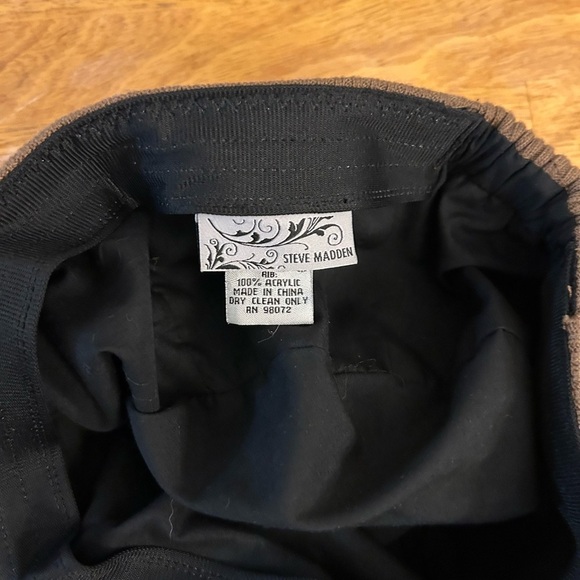 STEVE MADDEN
RIB:
100% ACRYLIC
MADE IN CHINA
DRY CLEAN ONLY
RN 98072